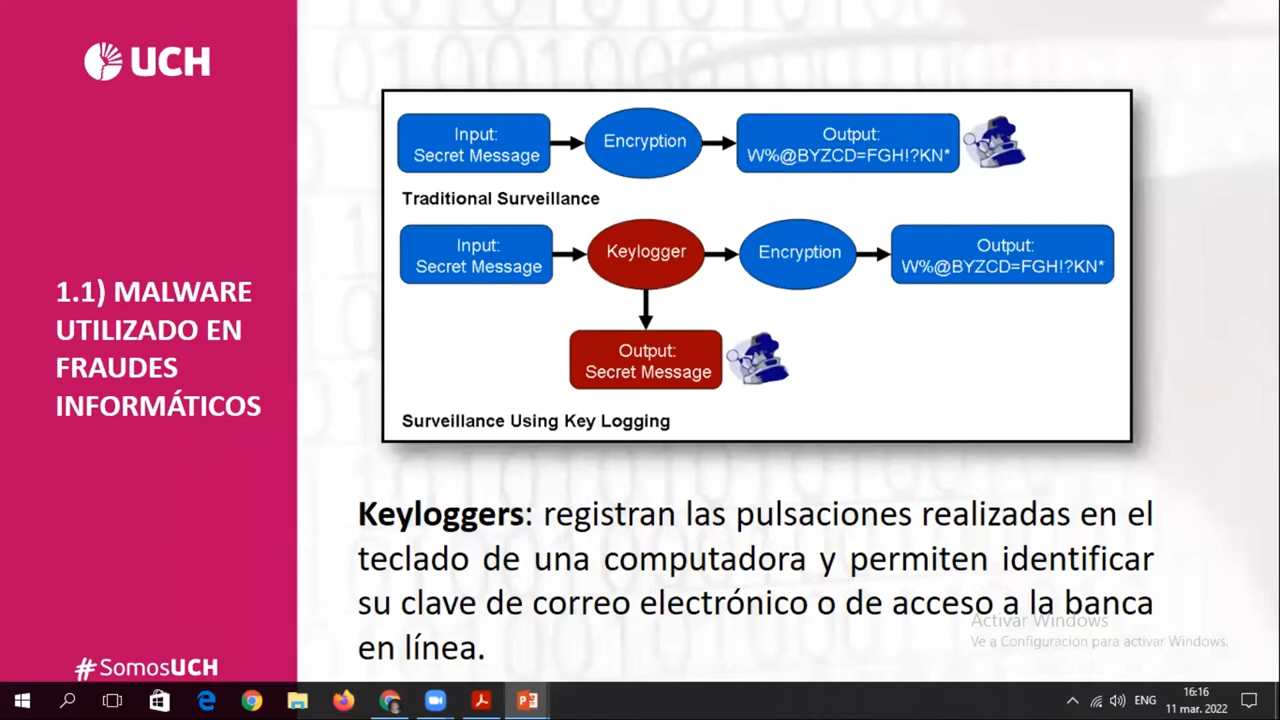 UCH
1.1) MALWARE
UTILIZADO EN
FRAUDES
INFORMÁTICOS
#SomosUCH
Input:
Secret Message
Encryption
Output:
W%@BYZCD=FGH!?KN*
Traditional Surveillance
Input:
Secret Message
Keylogger
Encryption
Output:
W%@BYZCD=FGH!?KN*
Output:
Secret Message
Surveillance Using Key Logging
Keyloggers: registran las pulsaciones realizadas en el
teclado de una computadora y permiten identificar
su clave de correo electrónico o de acceso a la banca
en línea.
Activar Windows
Ve a Configuración para activar Windows.
ENG
16:16
11 mar. 2022